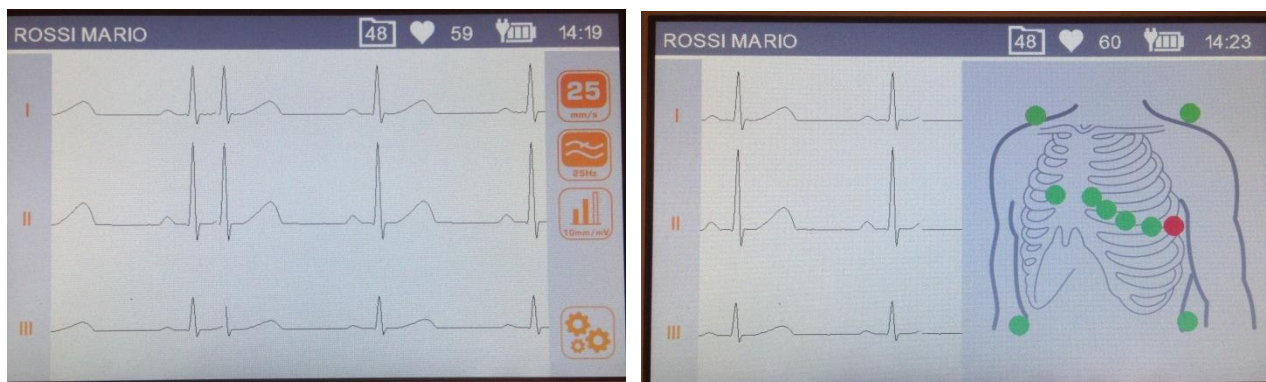 ROSSI MARIO 48 59 14:19
I
25
mm/s
25Hz
II
10mm/mV
III
ROSSI MARIO 48 60 14:23
I
II
III